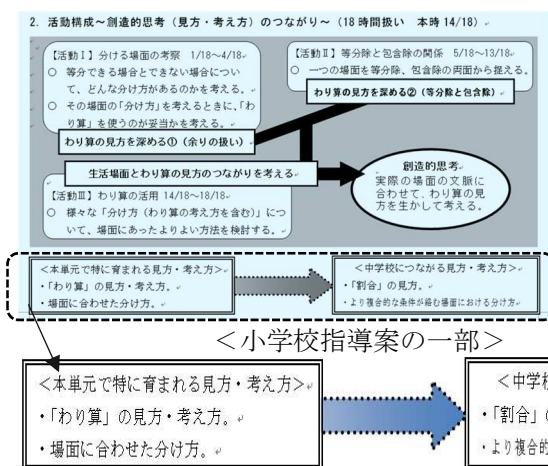 2．活動構成～創造的思考（見方・考え方）のつながり～（18 時間扱い　本時 14/18）
【活動Ⅰ】分ける場面の考察　1/18～4/18
○　等分できる場合とできない場合につい
て、どんな分け方があるのかを考える。
○　その場面の「分け方」を考えるときに、「わ
り算」を使うのが妥当かを考える。
わり算の見方を深める①（余りの扱い）
【活動Ⅱ】等分除と包含除の関係　5/18～13/18
○　一つの場面を等分除、包含除の両面から捉える。
わり算の見方を深める②（等分除と包含除）
生活場面とわり算の見方のつながりを考える
【活動Ⅲ】わり算の活用　14/18～18/18
○　様々な「分け方（わり算の考え方を含む）」につ
いて、場面にあったよりよい方法を検討する。
創造的思考
実際の場面の文脈に
合わせて、わり算の見
方を生かして考える。
＜本単元で特に育まれる見方・考え方＞
・「わり算」の見方・考え方。
・場面に合わせた分け方。
＜中学校につながる見方・考え方＞
・「割合」の見方。
・より複合的な条件が絡む場面における分け方
＜小学校指導案の一部＞
＜本単元で特に育まれる見方・考え方＞
・「わり算」の見方・考え方。
・場面に合わせた分け方。
＜中学校
・「割合」の
・より複合的